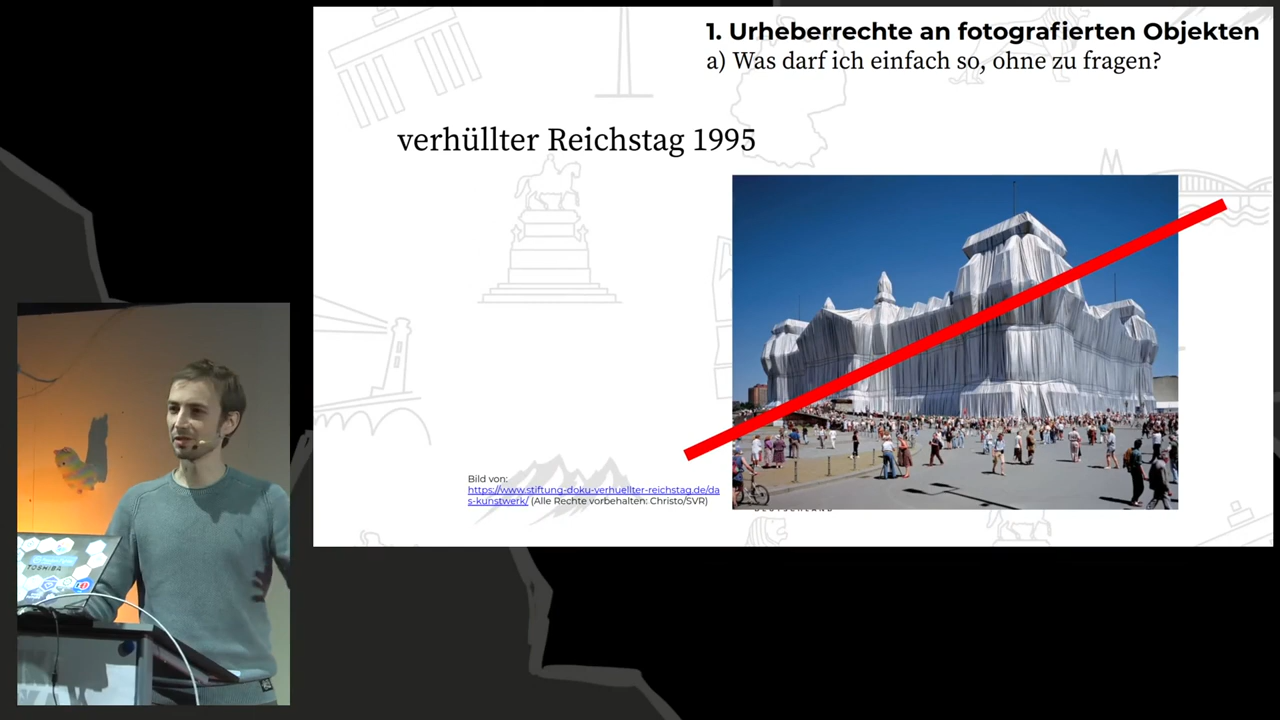 1. Urheberrechte an fotografierten Objekten
a) Was darf ich einfach so, ohne zu fragen?
verhüllter Reichstag 1995
Bild von:
https://www.stiftung-doku-verhuellter-reichstag.de/da
s-kunstwerk/ (Alle Rechte vorbehalten: Christo/SVR)
DEUTSCHLAND
TOSHIBA